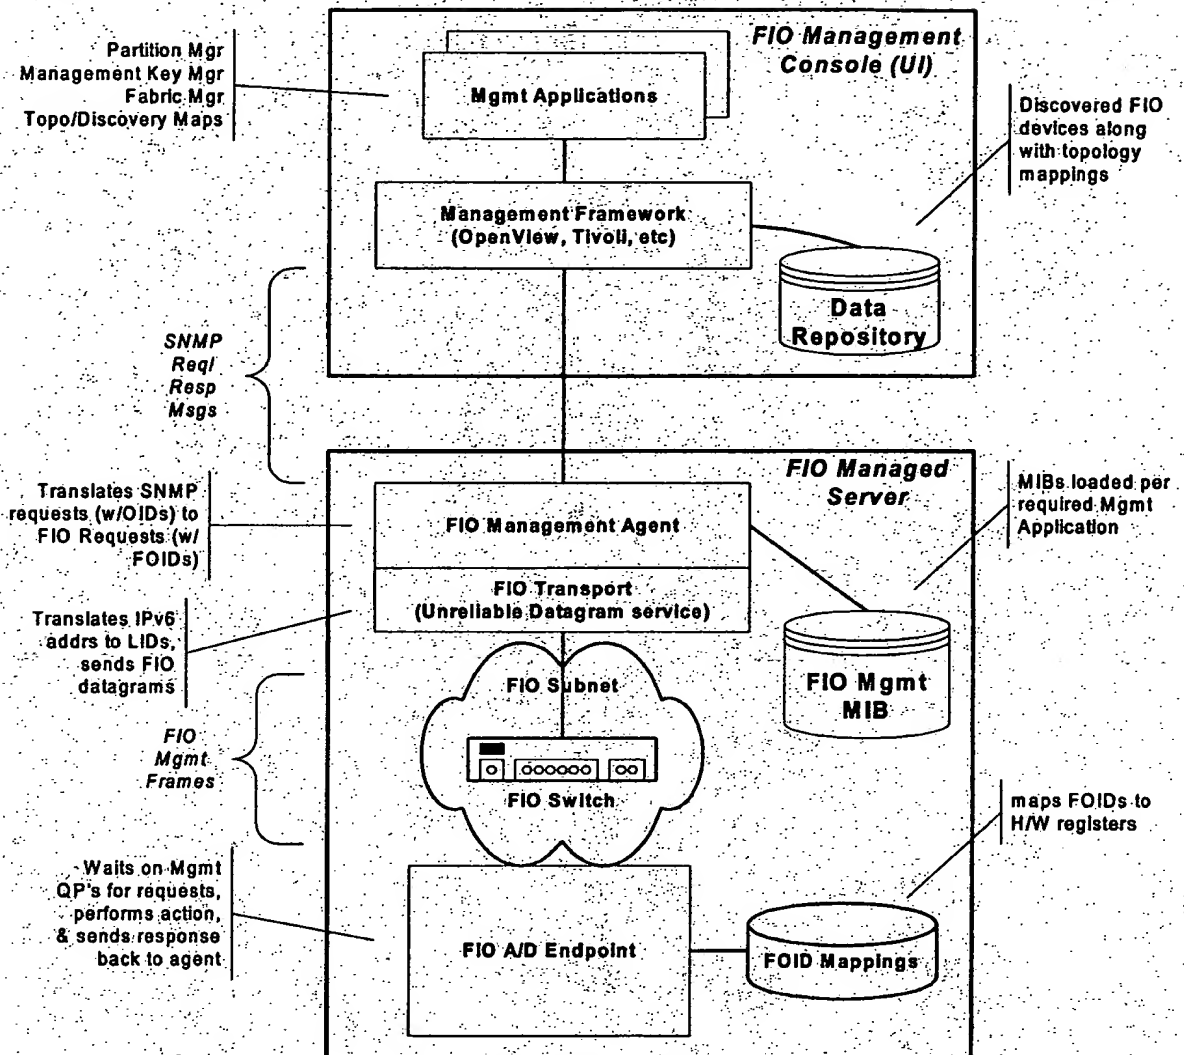 FIO Management
Console (UI)
Partition Mgr
Management Key Mgr
Fabric Mgr
Topo/Discovery Maps
Mgmt Applications
Discovered FIO
devices along
with topology
mappings
Management Framework
(OpenView, Tivoli, etc)
Data
Repository
SNMP
Req/
Resp
Msgs
FIO Managed
Server
Translates SNMP
requests (w/OIDs) to
FIO Requests (w/
FOIDs)
FIO Management Agent
MIBs loaded per
required Mgmt
Application
FIO Transport
(Unreliable Datagram service)
Translates IPv6
addrs to LIDs,
sends FIO
datagrams
FIO Subnet
FIO Mgmt
MIB
FIO
Mgmt
Frames
FIO Switch
maps FOIDs to
H/W registers
Waits on Mgmt
QP's for requests,
performs action,
& sends response
back to agent
FIO A/D Endpoint
FOID Mappings